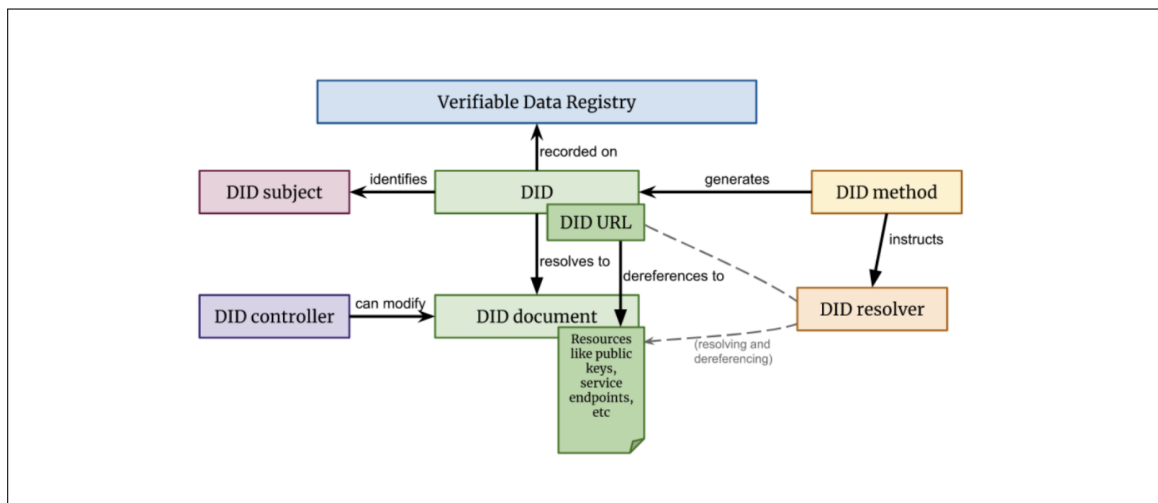 Verifiable Data Registry
recorded on
DID subject
identifies
DID
generates
DID method
DID URL
instructs
resolves to
dereferences to
DID controller
can modify
DID document
DID resolver
Resources
like public
keys,
service
endpoints,
etc
(resolving and
dereferencing)